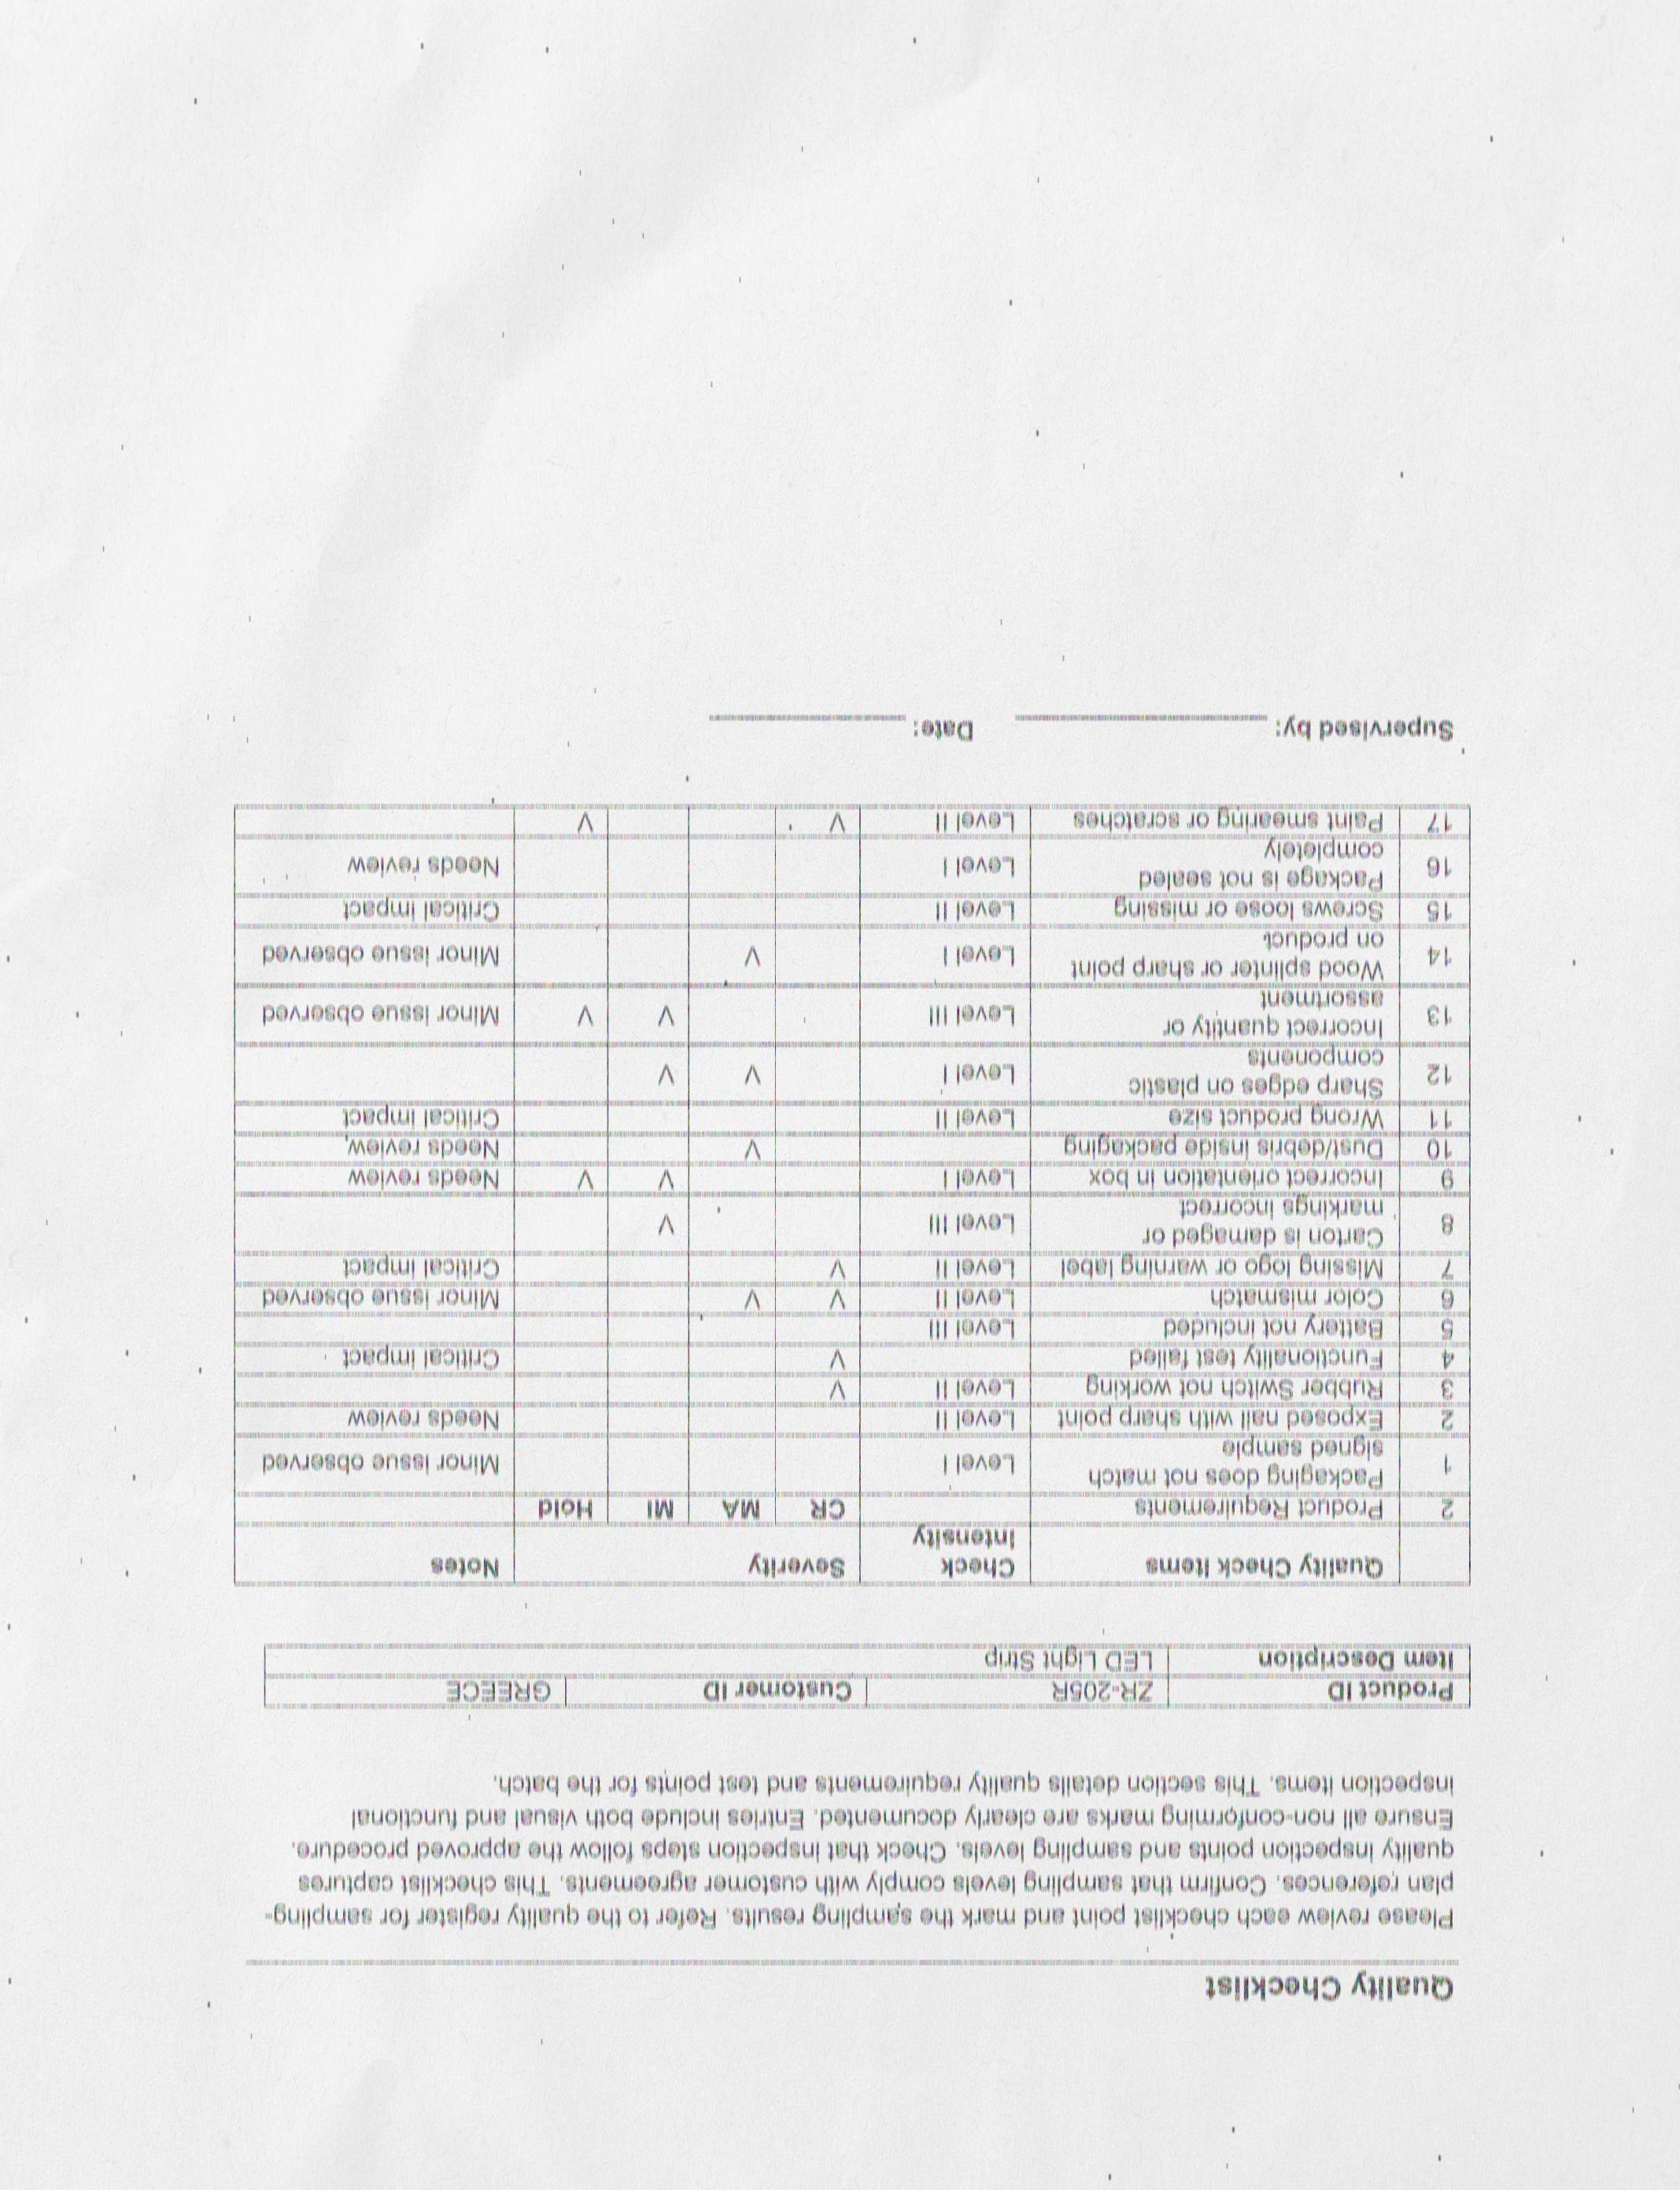 Quality Checklist
Please review each checklist point and mark the sampling results. Refer to the quality register for sampling-
plan references. Confirm that sampling levels comply with customer agreements. This checklist captures
quality inspection points and sampling levels. Check that inspection steps follow the approved procedure.
Ensure all non-conforming marks are clearly documented. Entries include both visual and functional
inspection items. This section details quality requirements and test points for the batch.
Product ID ZR-205R Customer ID GREECE
Item Description LED Light Strip
Quality Check Items Check Severity Notes
Intensity
2 Product Requirements CR MA MI Hold
1 Packaging does not match Level I Minor issue observed
signed sample
2 Exposed nail with sharp point Level II Needs review
3 Rubber Switch not working Level II V
4 Functionality test failed V Critical impact
5 Battery not included Level III
6 Color mismatch Level II V V Minor issue observed
7 Missing logo or warning label Level II V Critical impact
8 Carton is damaged or Level III V
markings incorrect
9 Incorrect orientation in box Level I V V Needs review
10 Dust/debris inside packaging V Needs review
11 Wrong product size Level II Critical impact
12 Sharp edges on plastic Level I V V
components
13 Incorrect quantity or Level III V V Minor issue observed
assortment
14 Wood splinter or sharp point Level I V Minor issue observed
on product
15 Screws loose or missing Level II Critical impact
16 Package is not sealed Level I Needs review
completely
17 Paint smearing or scratches Level II V V
Supervised by: Date: